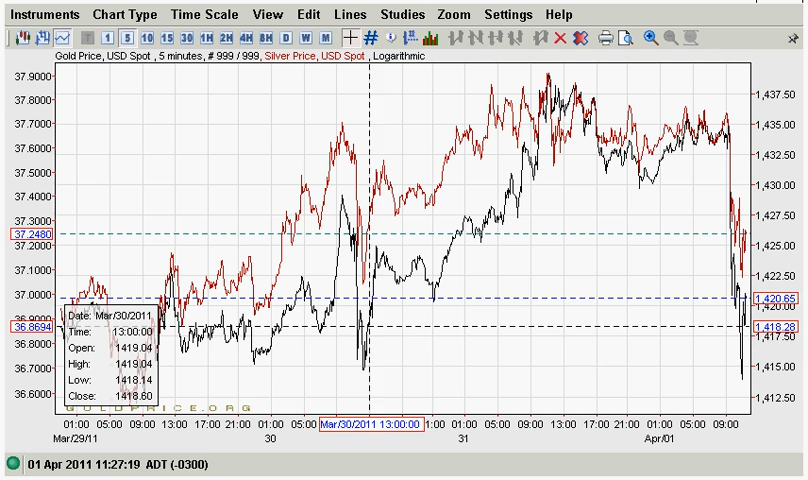 Instruments Chart Type Time Scale View Edit Lines Studies Zoom Settings Help
T 1 5 10 15 30 1H 2H 4H 8H D W M
Gold Price, USD Spot , 5 minutes, # 999 / 999, Silver Price, USD Spot , Logarithmic
37.9000
37.8000
37.7000
37.6000
37.5000
37.4000
37.3000
37.2480
37.2000
37.1000
37.0000
36.8694
36.8000
36.7000
36.6000
1,437.50
1,435.00
1,432.50
1,430.00
1,427.50
1,425.00
1,422.50
1,420.65
1,420.00
1,418.28
1,417.50
1,415.00
1,412.50
Date: Mar/30/2011
Time: 13:00:00
Open: 1419.04
High: 1419.04
Low: 1418.14
Close: 1418.60
GOLDPRICE.ORG
01:00 05:00 09:00 13:00 17:00 21:00 01:00 05:00 Mar/30/2011 13:00:00 1:00 01:00 05:00 09:00 13:00 17:00 21:00 01:00 05:00 09:00
Mar/29/11 30 31 Apr/01
01 Apr 2011 11:27:19 ADT (-0300)